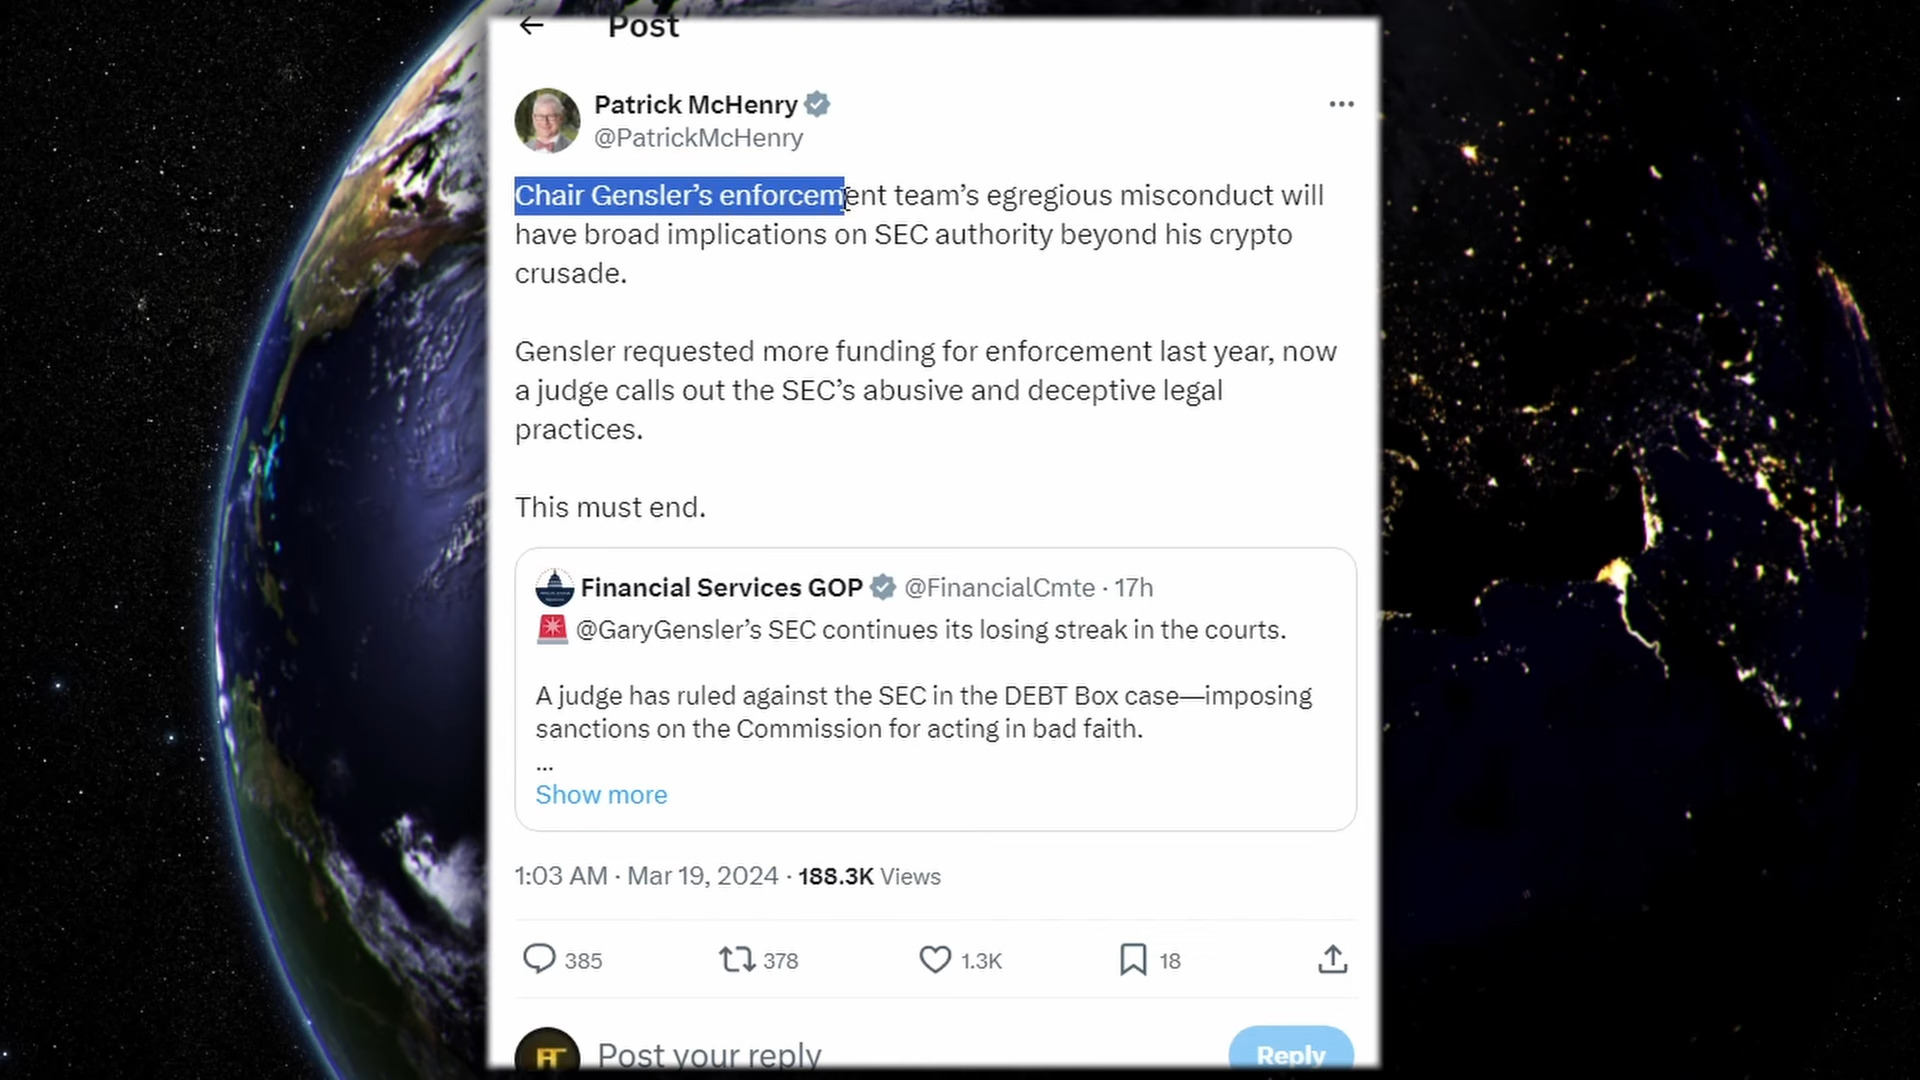 Post
Patrick McHenry
@PatrickMcHenry
Chair Gensler’s enforcement team’s egregious misconduct will
have broad implications on SEC authority beyond his crypto
crusade.
Gensler requested more funding for enforcement last year, now
a judge calls out the SEC’s abusive and deceptive legal
practices.
This must end.
Financial Services GOP @FinancialCmte · 17h
🚨 @GaryGensler’s SEC continues its losing streak in the courts.
A judge has ruled against the SEC in the DEBT Box case—imposing
sanctions on the Commission for acting in bad faith.
...
Show more
1:03 AM · Mar 19, 2024 · 188.3K Views
385 378 1.3K 18
Post your reply Reply